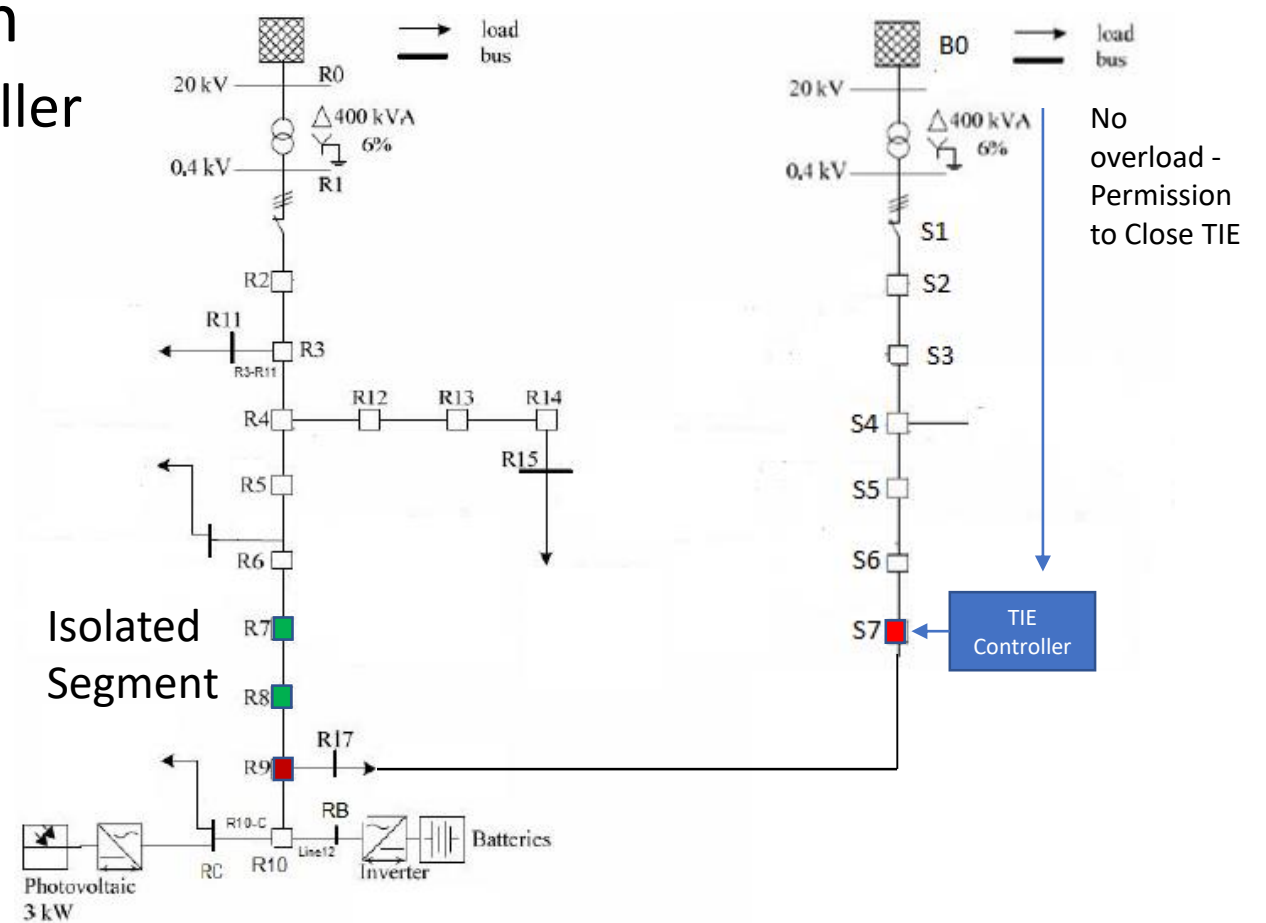 n
ller
load
bus
R0
20 kV
400 kVA
6%
0,4 kV
R1
R2
R11
R3
R3-R11
R4
R12
R13
R14
R15
R5
R6
Isolated
Segment
R7
R8
R9
R17
R10-C
RB
Line12
RC
R10
Inverter
Batteries
Photovoltaic
3 kW
B0
load
bus
20 kV
400 kVA
6%
0,4 kV
No
overload -
Permission
to Close TIE
S1
S2
S3
S4
S5
S6
S7
TIE
Controller